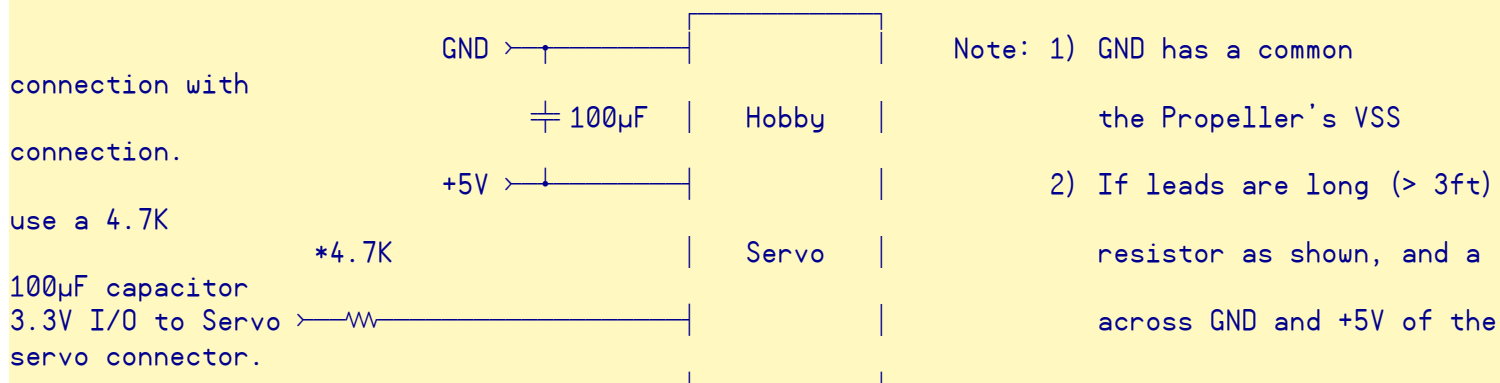 GND Note: 1) GND has a common
connection with
100µF Hobby the Propeller's VSS
connection.
+5V 2) If leads are long (> 3ft)
use a 4.7K
*4.7K Servo resistor as shown, and a
100µF capacitor
3.3V I/O to Servo across GND and +5V of the
servo connector.